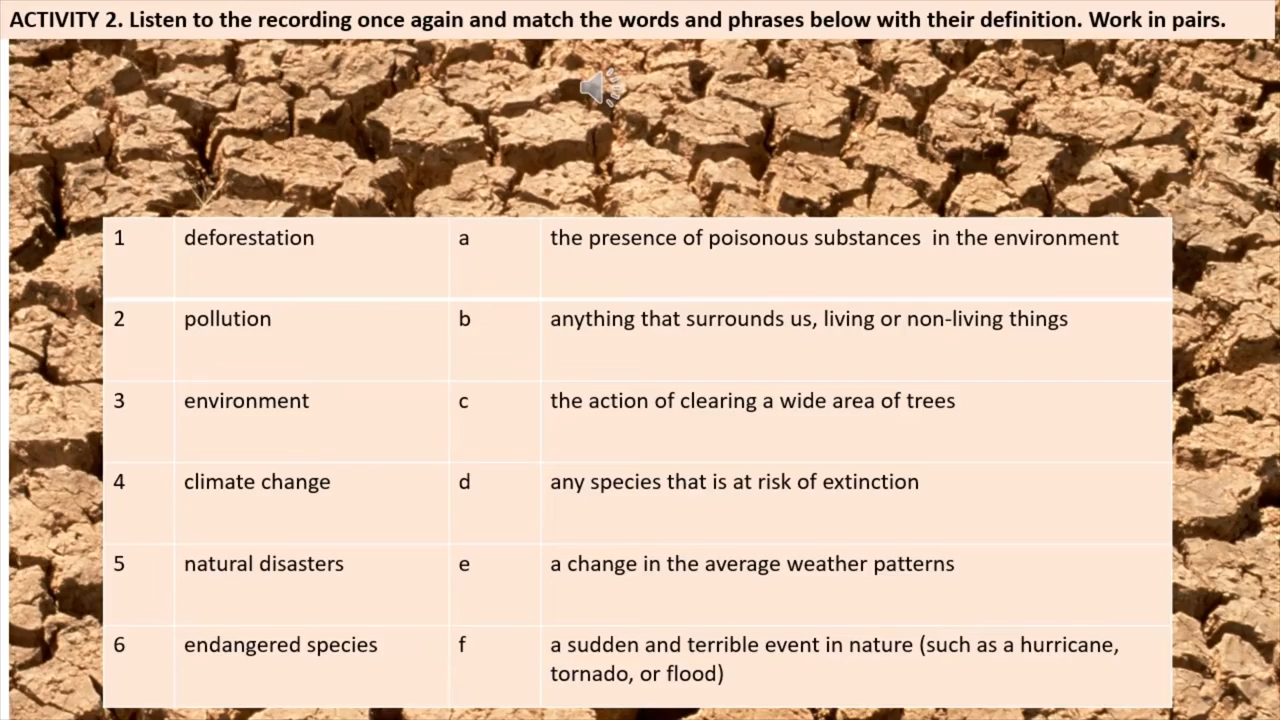 ACTIVITY 2. Listen to the recording once again and match the words and phrases below with their definition. Work in pairs.
1 deforestation a the presence of poisonous substances in the environment
2 pollution b anything that surrounds us, living or non-living things
3 environment c the action of clearing a wide area of trees
4 climate change d any species that is at risk of extinction
5 natural disasters e a change in the average weather patterns
6 endangered species f a sudden and terrible event in nature (such as a hurricane,
tornado, or flood)